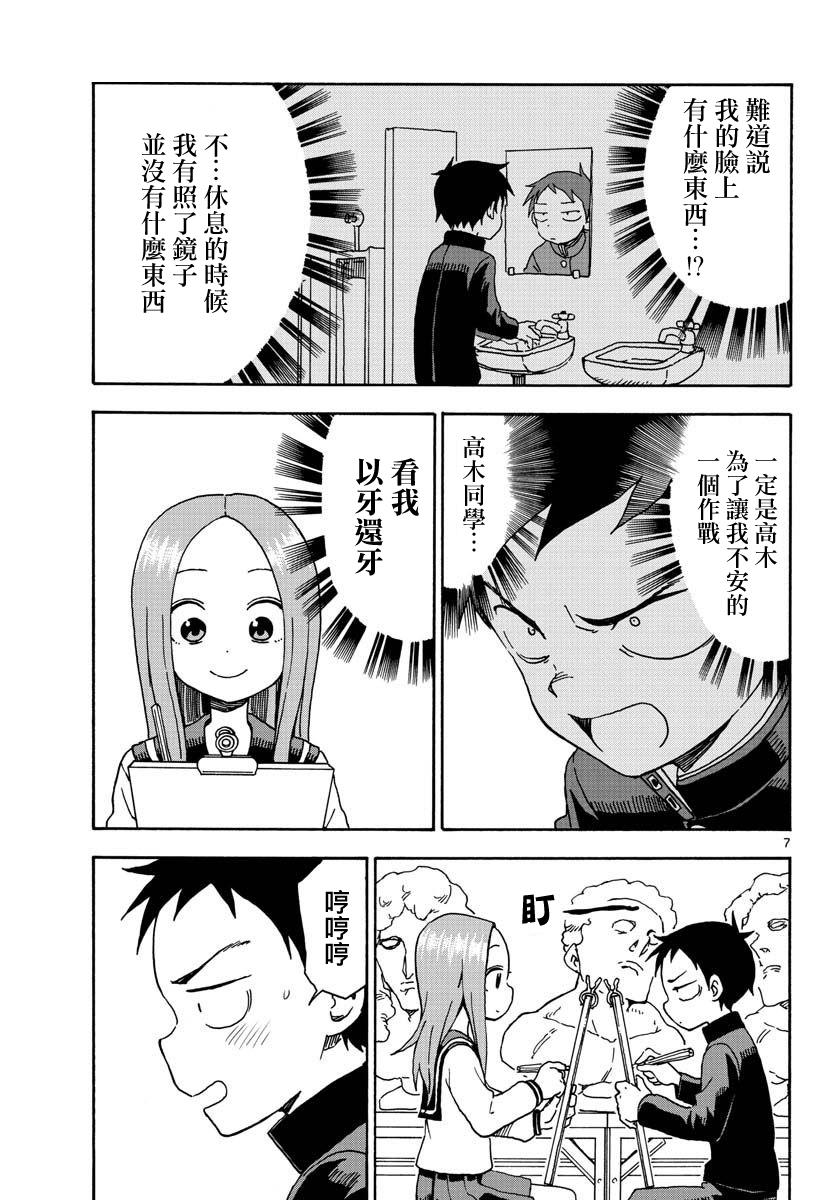 難道説
我的臉上
有什麼東西…
!?
不…休息的時候
我有照了鏡子
並沒有什麼東西
一定是高木
為了讓我不安的
一個作戰
高木同學…
看我
以牙還牙
7
盯
哼哼哼